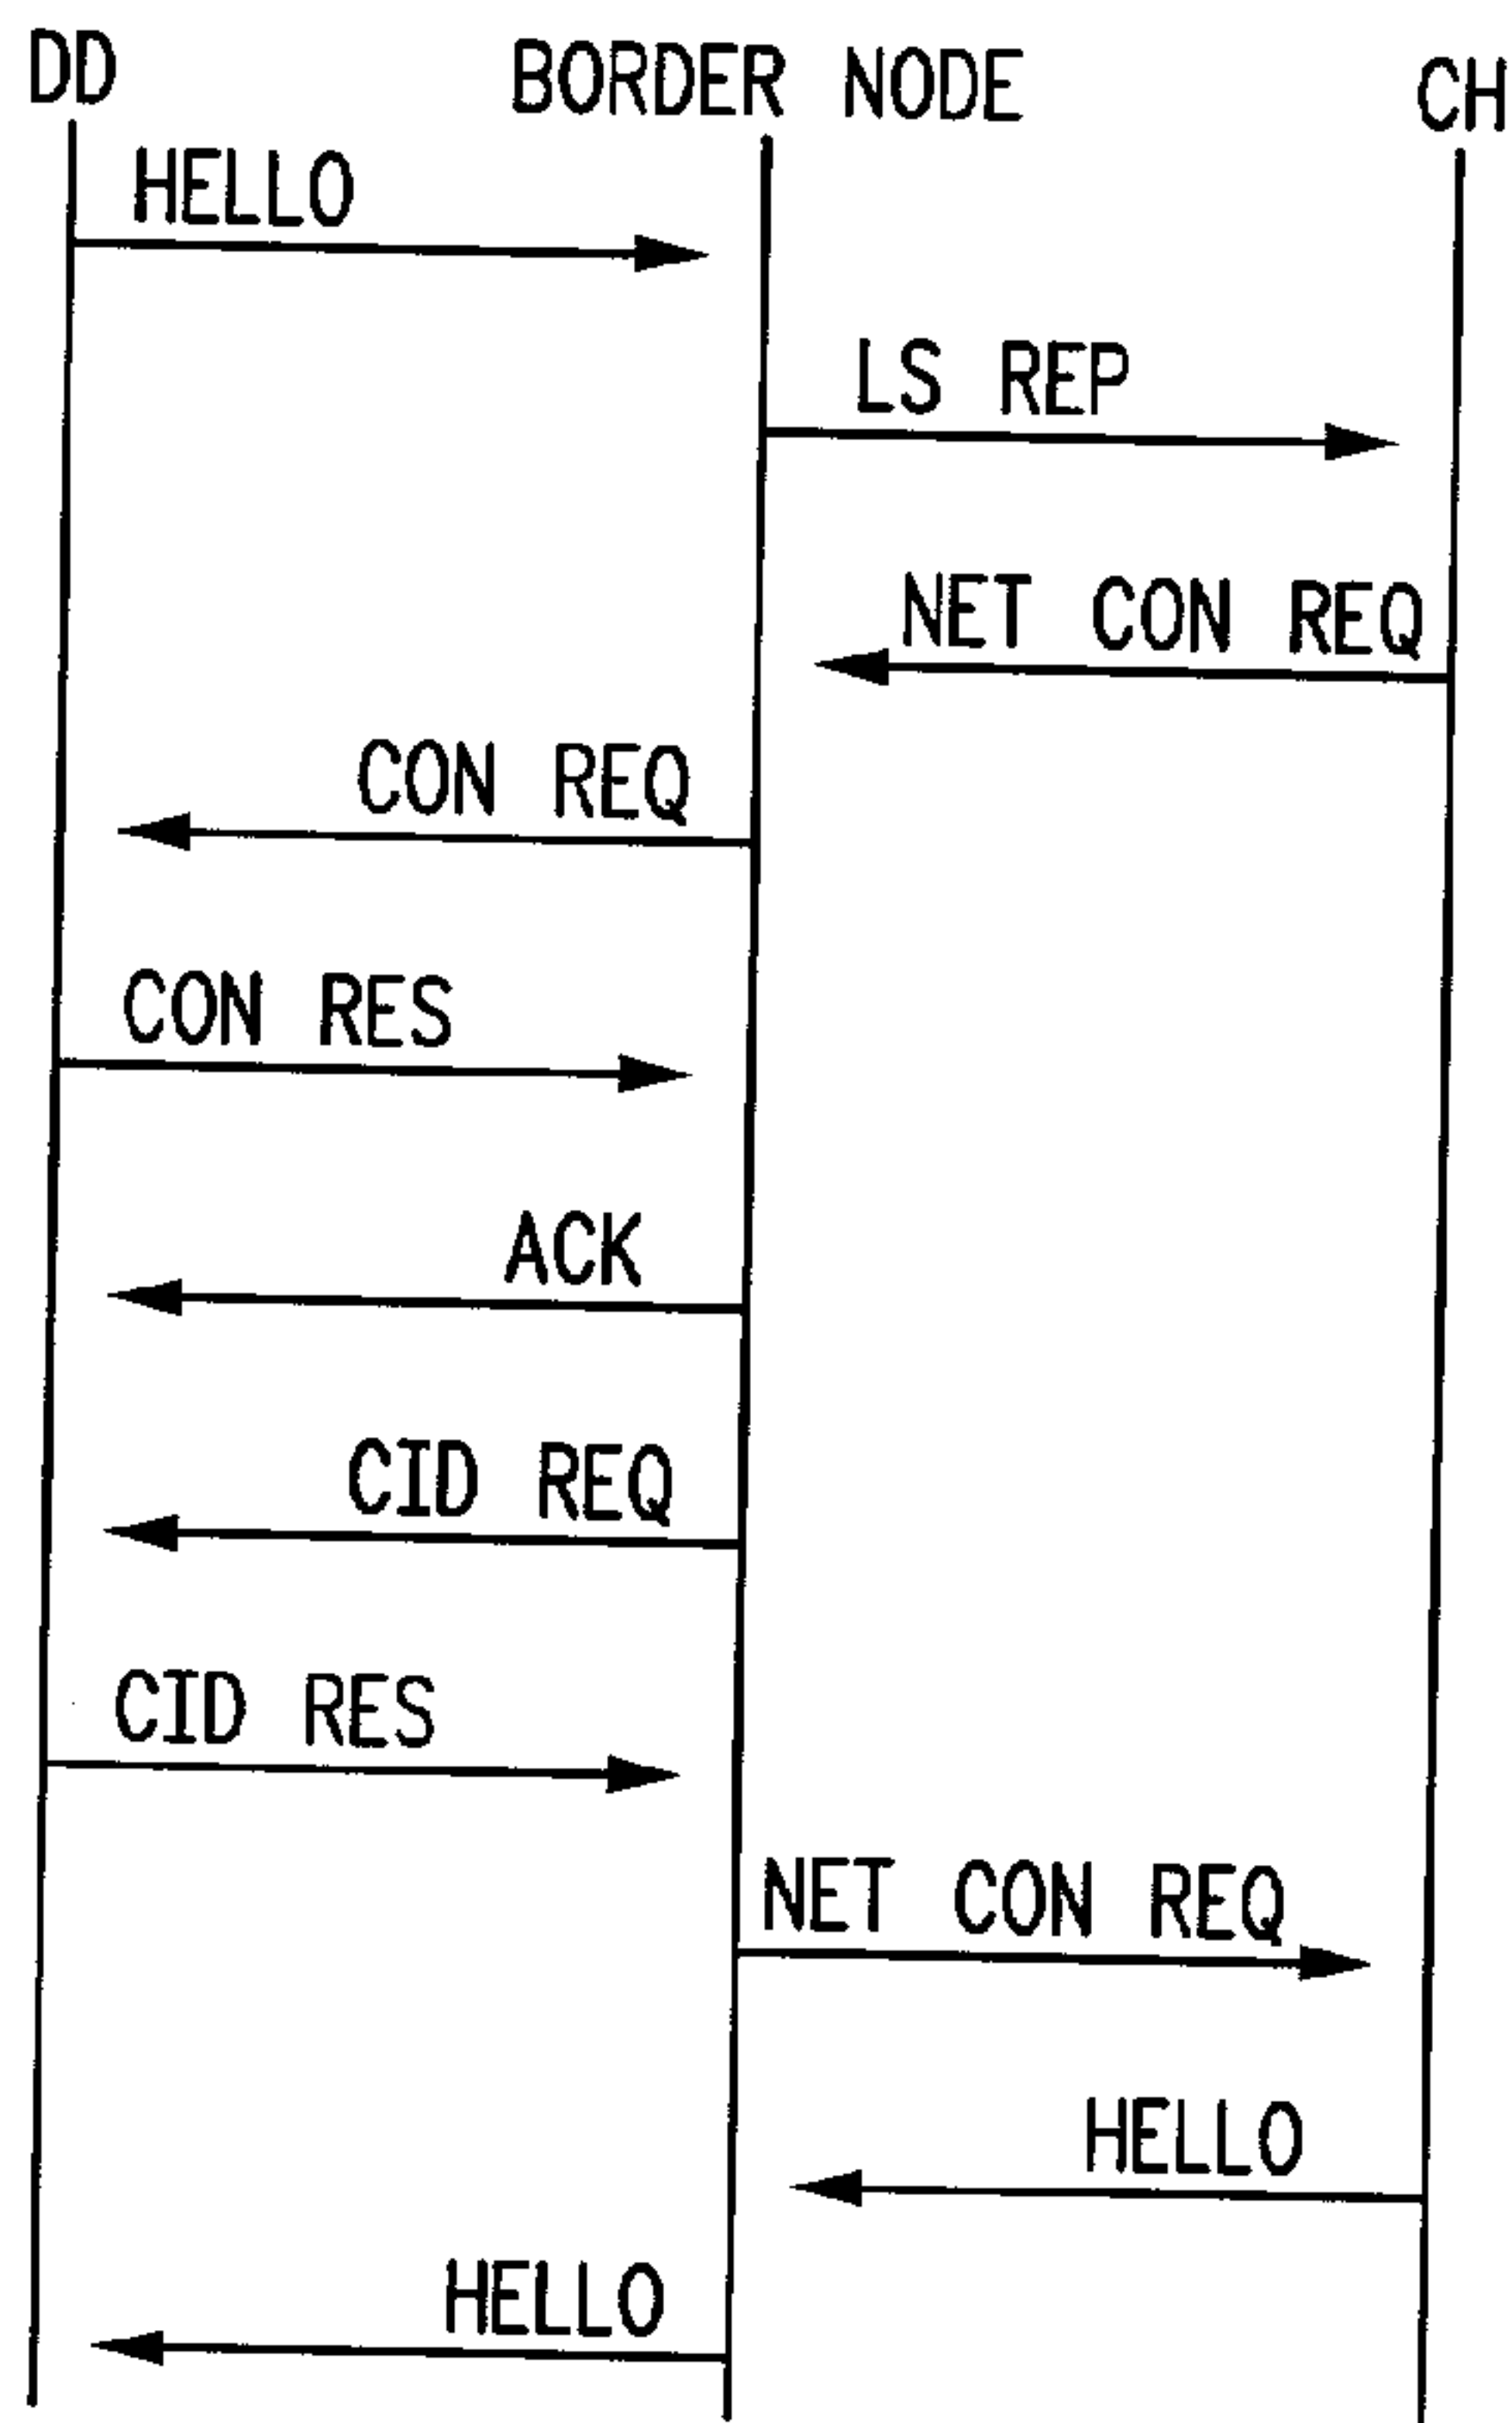 DD BORDER NODE CH
HELLO
LS REP
NET CON REQ
CON REQ
CON RES
ACK
CID REQ
CID RES
NET CON REQ
HELLO
HELLO